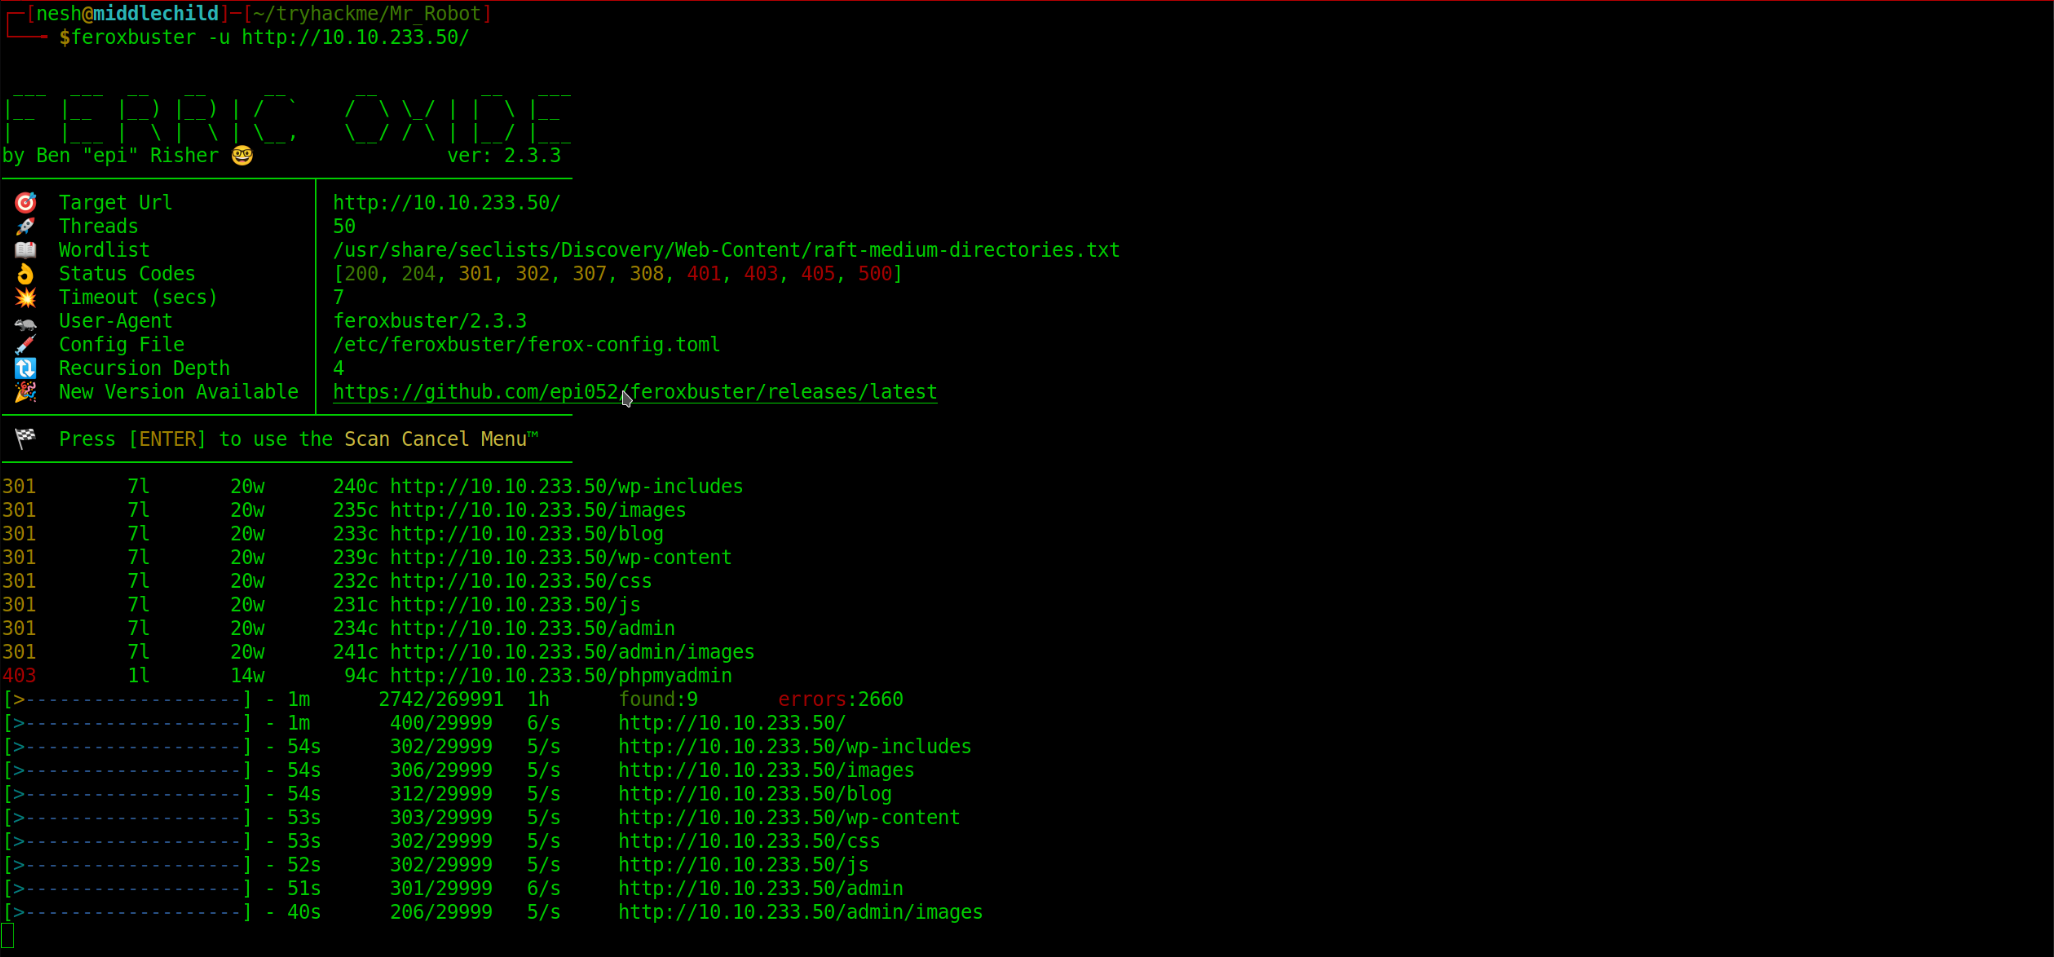 ┌─[nesh@middlechild]─[~/tryhackme/Mr_Robot]
└──╼ $feroxbuster -u http://10.10.233.50/
 ___  ___  __   __     __      __         __   ___
|__  |__  |__) |__) | /  `    /  \ \_/ | |  \ |__
|    |___ |  \ |  \ | \__,    \__/ / \ | |__/ |___
by Ben "epi" Risher 🤓                 ver: 2.3.3
🎯  Target Url            │ http://10.10.233.50/
🚀  Threads               │ 50
📖  Wordlist              │ /usr/share/seclists/Discovery/Web-Content/raft-medium-directories.txt
👌  Status Codes          │ [200, 204, 301, 302, 307, 308, 401, 403, 405, 500]
💥  Timeout (secs)        │ 7
🦡  User-Agent            │ feroxbuster/2.3.3
💉  Config File           │ /etc/feroxbuster/ferox-config.toml
🔃  Recursion Depth       │ 4
🎉  New Version Available │ https://github.com/epi052/feroxbuster/releases/latest
🏁  Press [ENTER] to use the Scan Cancel Menu™
301        7l       20w      240c http://10.10.233.50/wp-includes
301        7l       20w      235c http://10.10.233.50/images
301        7l       20w      233c http://10.10.233.50/blog
301        7l       20w      239c http://10.10.233.50/wp-content
301        7l       20w      232c http://10.10.233.50/css
301        7l       20w      231c http://10.10.233.50/js
301        7l       20w      234c http://10.10.233.50/admin
301        7l       20w      241c http://10.10.233.50/admin/images
403        1l       14w       94c http://10.10.233.50/phpmyadmin
[>-------------------] - 1m      2742/269991  1h      found:9       errors:2660
[>-------------------] - 1m       400/29999   6/s     http://10.10.233.50/
[>-------------------] - 54s      302/29999   5/s     http://10.10.233.50/wp-includes
[>-------------------] - 54s      306/29999   5/s     http://10.10.233.50/images
[>-------------------] - 54s      312/29999   5/s     http://10.10.233.50/blog
[>-------------------] - 53s      303/29999   5/s     http://10.10.233.50/wp-content
[>-------------------] - 53s      302/29999   5/s     http://10.10.233.50/css
[>-------------------] - 52s      302/29999   5/s     http://10.10.233.50/js
[>-------------------] - 51s      301/29999   6/s     http://10.10.233.50/admin
[>-------------------] - 40s      206/29999   5/s     http://10.10.233.50/admin/images